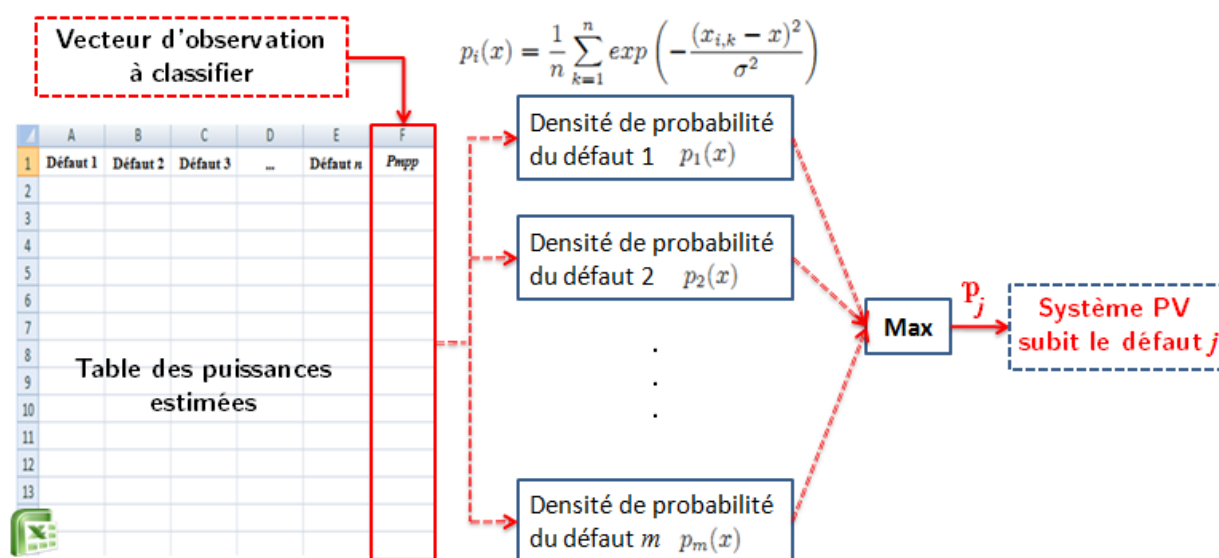 Vecteur d'observation
à classifier
p_i(x) = \frac{1}{n} \sum_{k=1}^{n} exp\left(-\frac{(x_{i,k} - x)^2}{\sigma^2}\right)
A B C D E F
1 Défaut 1 Défaut 2 Défaut 3 ... Défaut n Pmpp
2
3
4
5
6
7
8
9
10
11
12
13
Table des puissances
estimées
Densité de probabilité
du défaut 1 p_1(x)
Densité de probabilité
du défaut 2 p_2(x)
.
.
.
Densité de probabilité
du défaut m p_m(x)
Max
p_j
Système PV
subit le défaut j